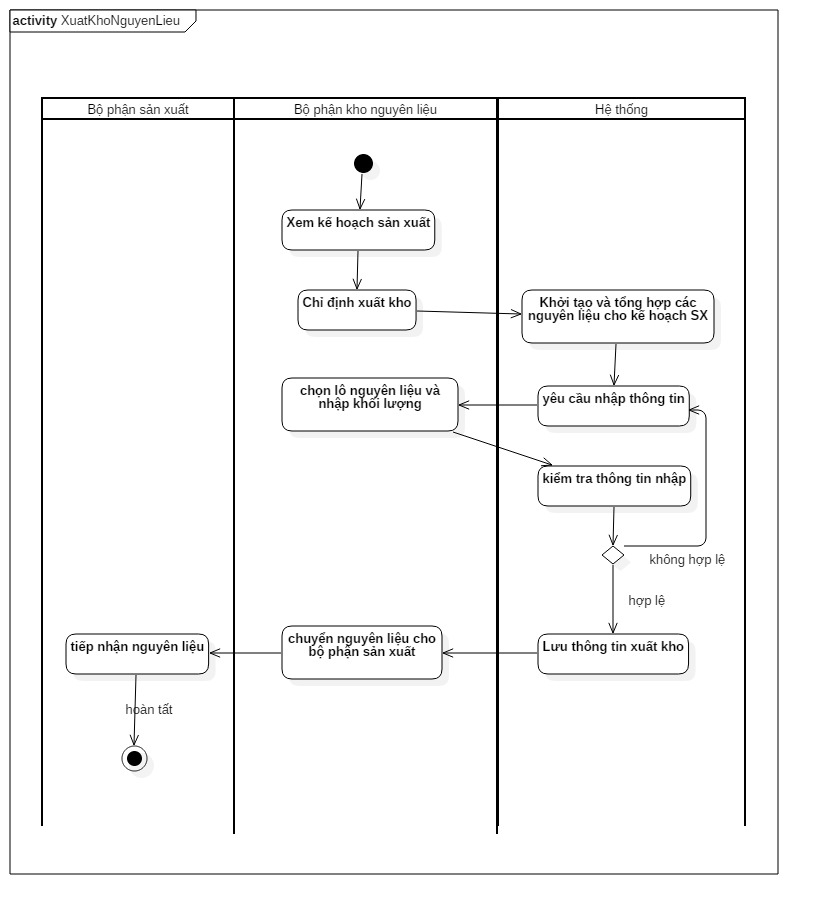 activity XuatKhoNguyenLieu
Bộ phận sản xuất
Bộ phận kho nguyên liệu
Hệ thống
Xem kế hoạch sản xuất
Chỉ định xuất kho
Khởi tạo và tổng hợp các
nguyên liệu cho kế hoạch SX
chọn lô nguyên liệu và
nhập khối lượng
yêu cầu nhập thông tin
kiểm tra thông tin nhập
không hợp lệ
hợp lệ
tiếp nhận nguyên liệu
chuyển nguyên liệu cho
bộ phận sản xuất
Lưu thông tin xuất kho
hoàn tất